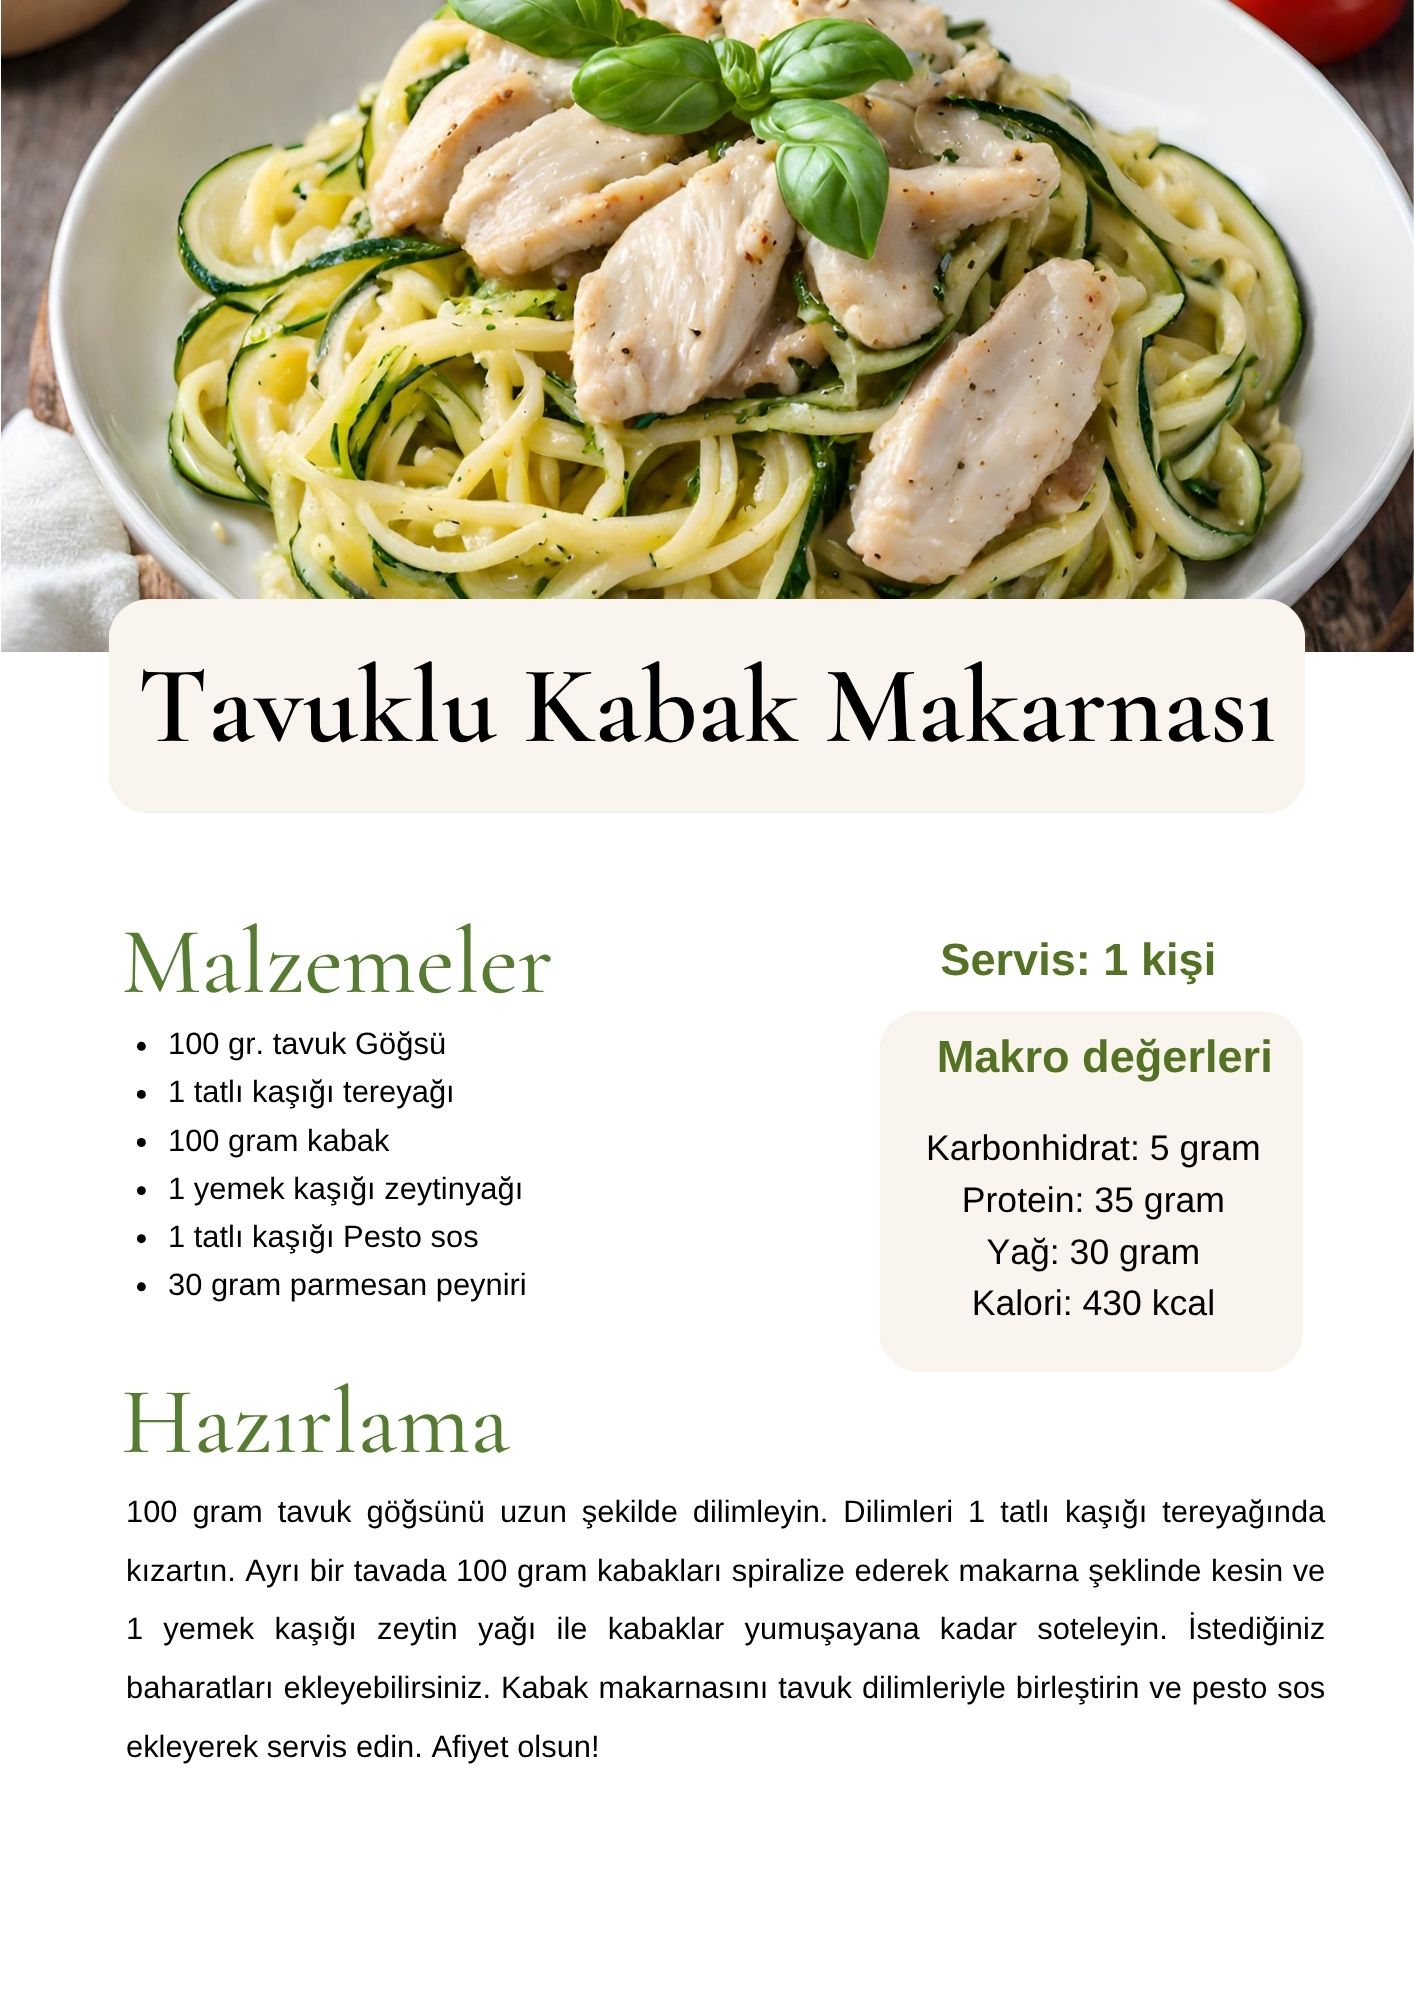 Tavuklu Kabak Makarnası
Malzemeler
100 gr. tavuk Göğsü
1 tatlı kaşığı tereyağı
100 gram kabak
1 yemek kaşığı zeytinyağı
1 tatlı kaşığı Pesto sos
30 gram parmesan peyniri
Servis: 1 kişi
Makro değerleri
Karbonhidrat: 5 gram
Protein: 35 gram
Yağ: 30 gram
Kalori: 430 kcal
Hazırlama
100 gram tavuk göğsünü uzun şekilde dilimleyin. Dilimleri 1 tatlı kaşığı tereyağında
kızartın. Ayrı bir tavada 100 gram kabakları spiralize ederek makarna şeklinde kesin ve
1 yemek kaşığı zeytin yağı ile kabaklar yumuşayana kadar soteleyin. İstediğiniz
baharatları ekleyebilirsiniz. Kabak makarnasını tavuk dilimleriyle birleştirin ve pesto sos
ekleyerek servis edin. Afiyet olsun!